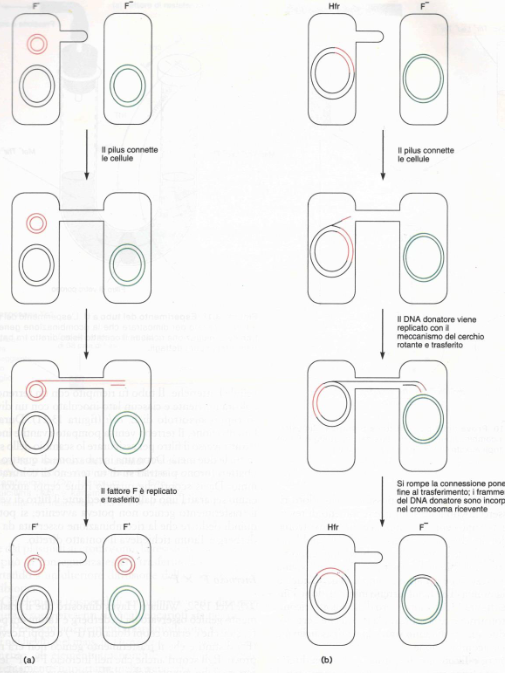 F⁺ F⁻
Il pilus connette
le cellule
Il fattore F è replicato
e trasferito
F⁺ F⁺
(a)
Hfr F⁻
Il pilus connette
le cellule
Il DNA donatore viene
replicato con il
meccanismo del cerchio
rotante e trasferito
Si rompe la connessione pone
fine al trasferimento; i framme
del DNA donatore sono incorp
nel cromosoma ricevente
Hfr F⁻
(b)